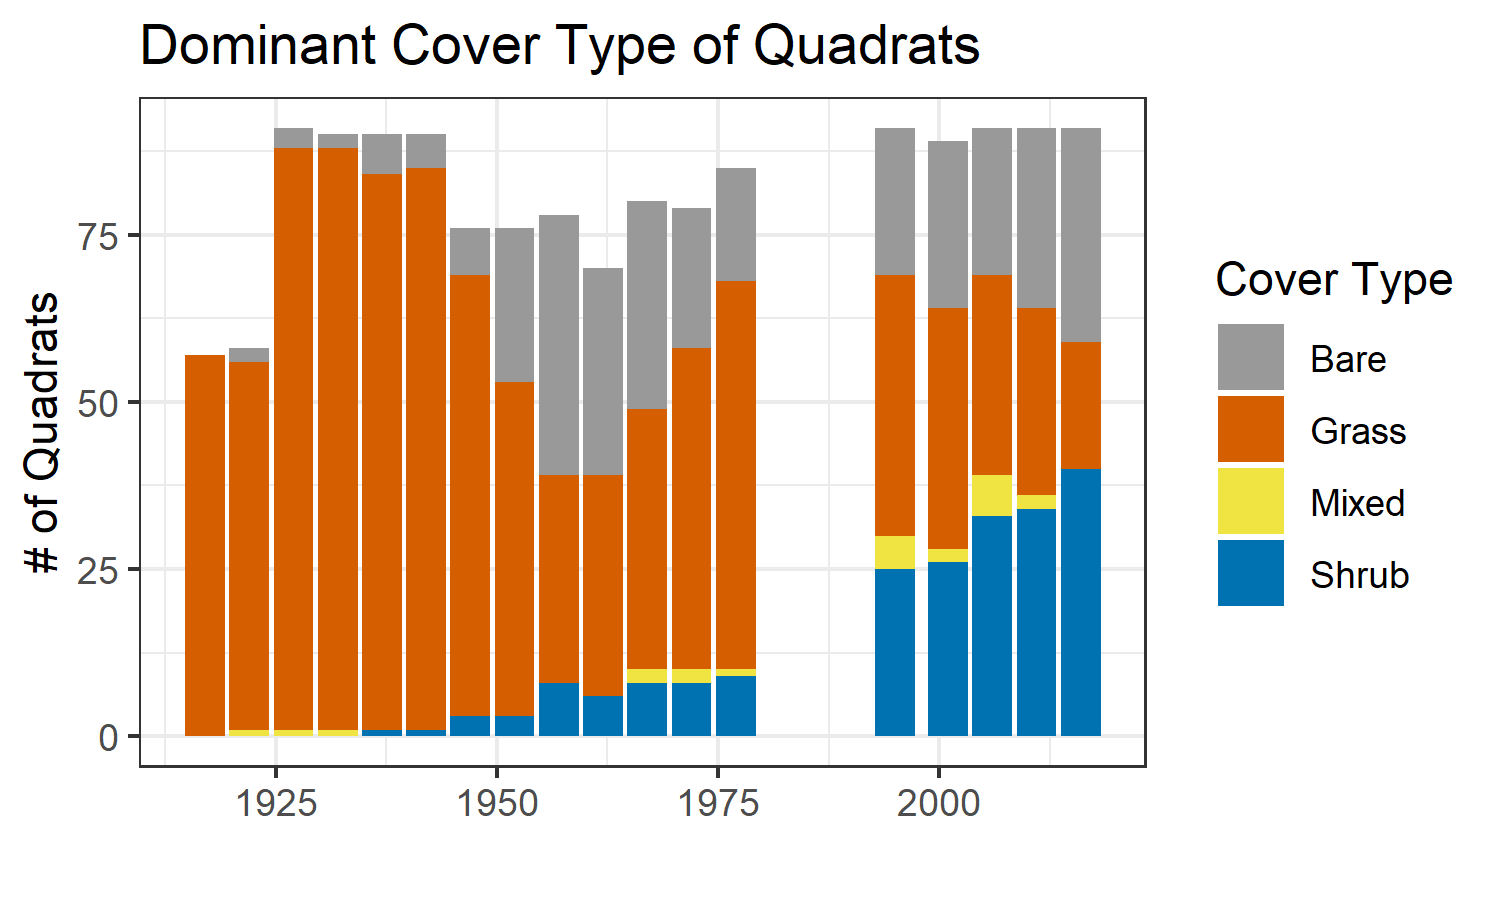 Dominant Cover Type of Quadrats
# of Quadrats
75
50
25
0
1925 1950 1975 2000
Cover Type
Bare
Grass
Mixed
Shrub